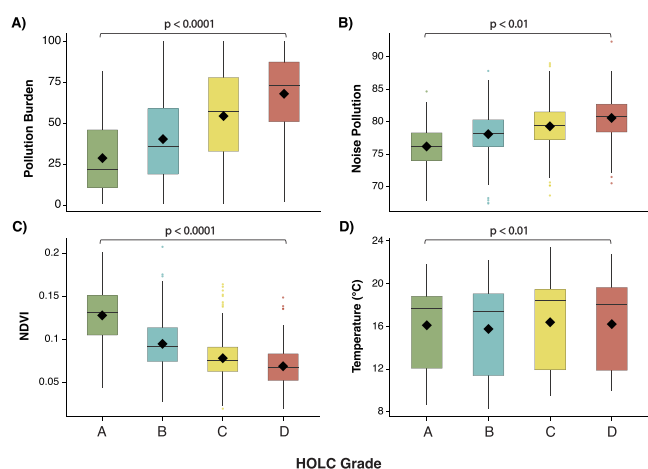 A)
p < 0.0001
Pollution Burden
100
75
50
25
0
B)
p < 0.01
Noise Pollution
90
85
80
75
70
C)
p < 0.0001
NDVI
0.2
0.15
0.1
0.05
A B C D
D)
p < 0.01
Temperature (°C)
24
20
16
12
8
A B C D
HOLC Grade